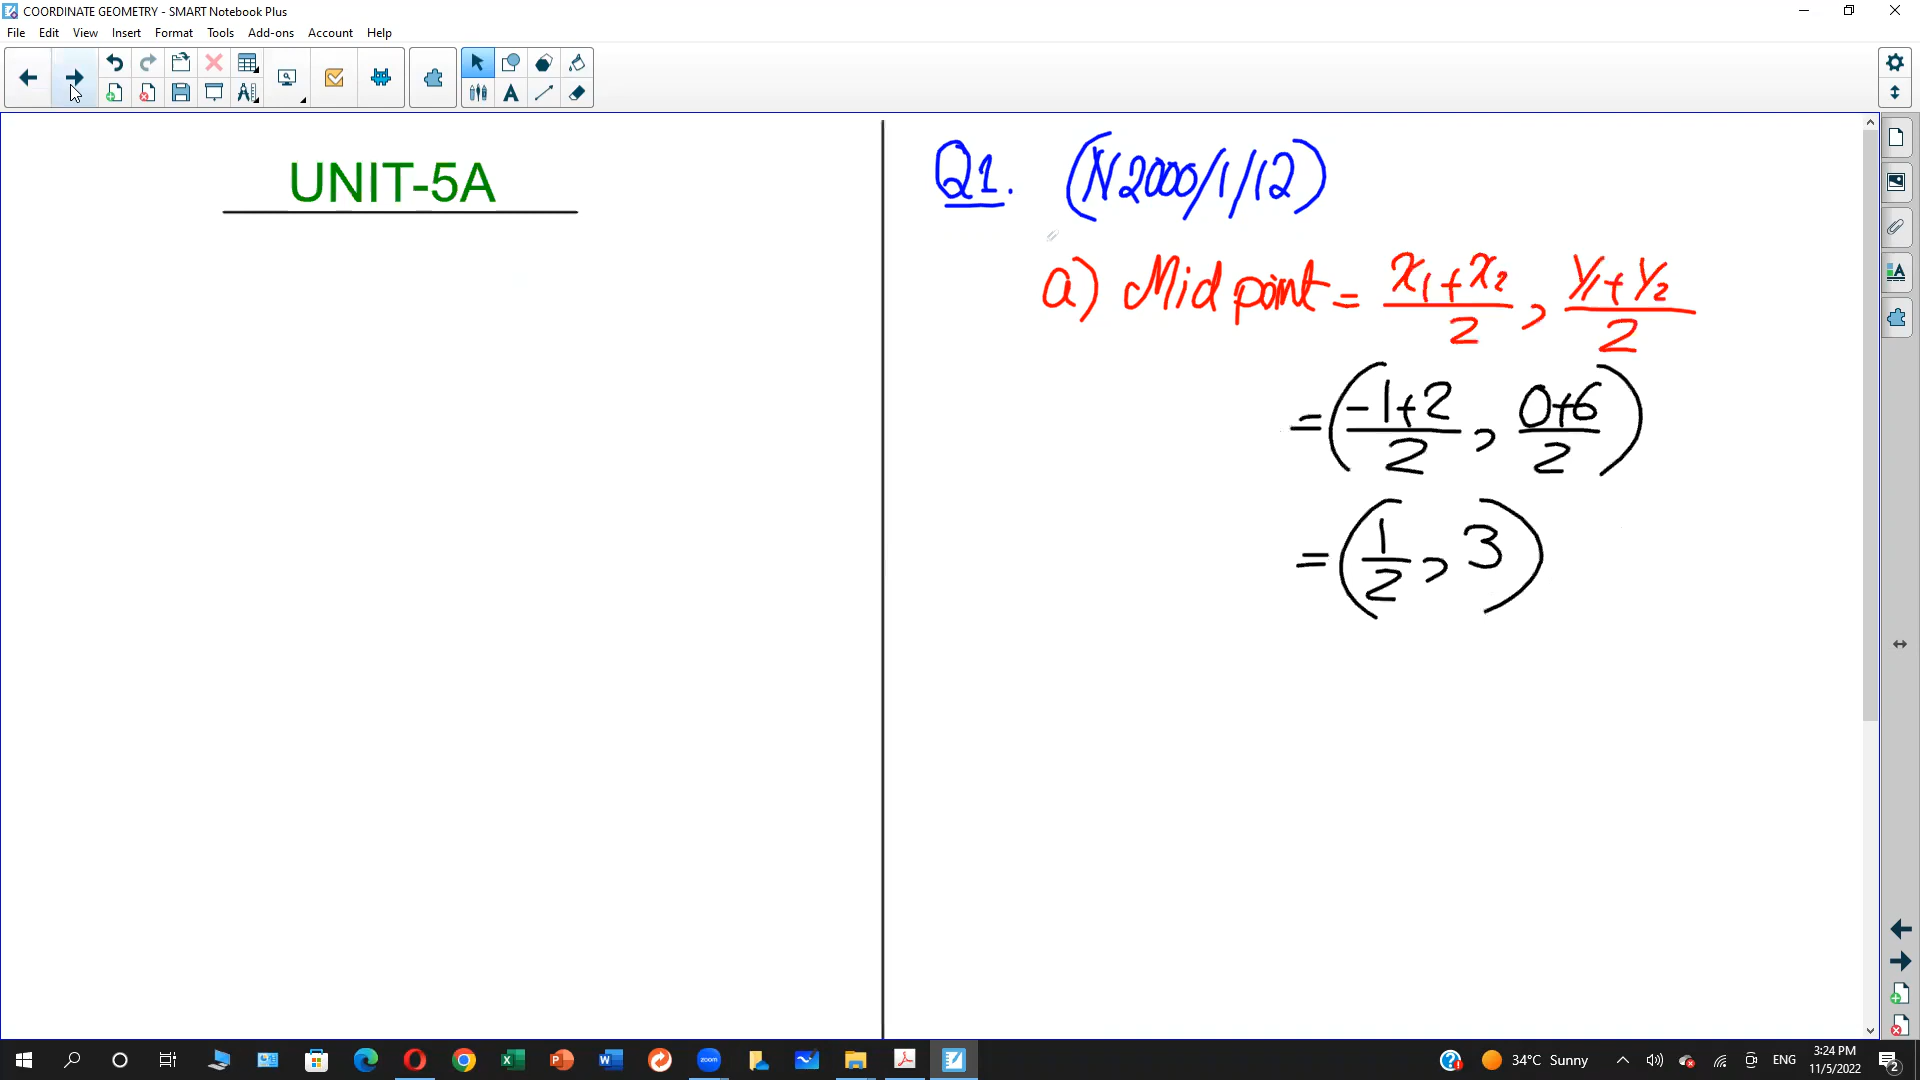 COORDINATE GEOMETRY - SMART Notebook Plus
File Edit View Insert Format Tools Add-ons Account Help
UNIT-5A
Q1. (N2000/1/12)
a) Mid point = x₁+x₂/2 , y₁+y₂/2
= (-1+2/2 , 0+6/2)
= (1/2 , 3)
34°C Sunny
ENG
3:24 PM
11/5/2022
2
zoom